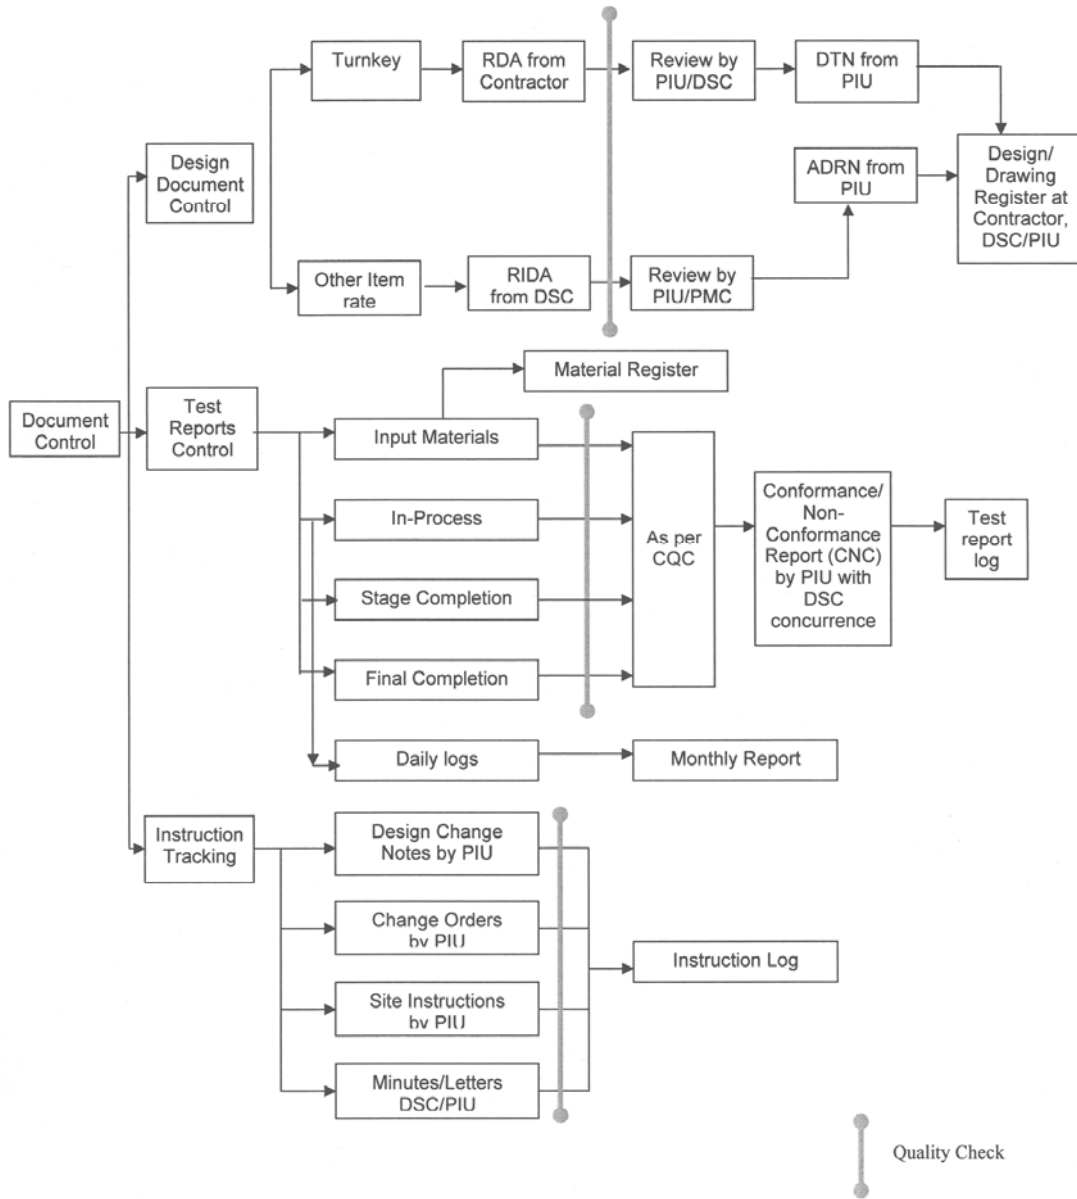 Turnkey
RDA from
Contractor
Review by
PIU/DSC
DTN from
PIU
Design
Document
Control
ADRN from
PIU
Design/
Drawing
Register at
Contractor,
DSC/PIU
Other Item
rate
RIDA
from DSC
Review by
PIU/PMC
Material Register
Document
Control
Test
Reports
Control
Input Materials
In-Process
Stage Completion
Final Completion
As per
CQC
Conformance/
Non-
Conformance
Report (CNC)
by PIU with
DSC
concurrence
Test
report
log
Daily logs
Monthly Report
Instruction
Tracking
Design Change
Notes by PIU
Change Orders
by PIU
Site Instructions
by PIU
Minutes/Letters
DSC/PIU
Instruction Log
Quality Check